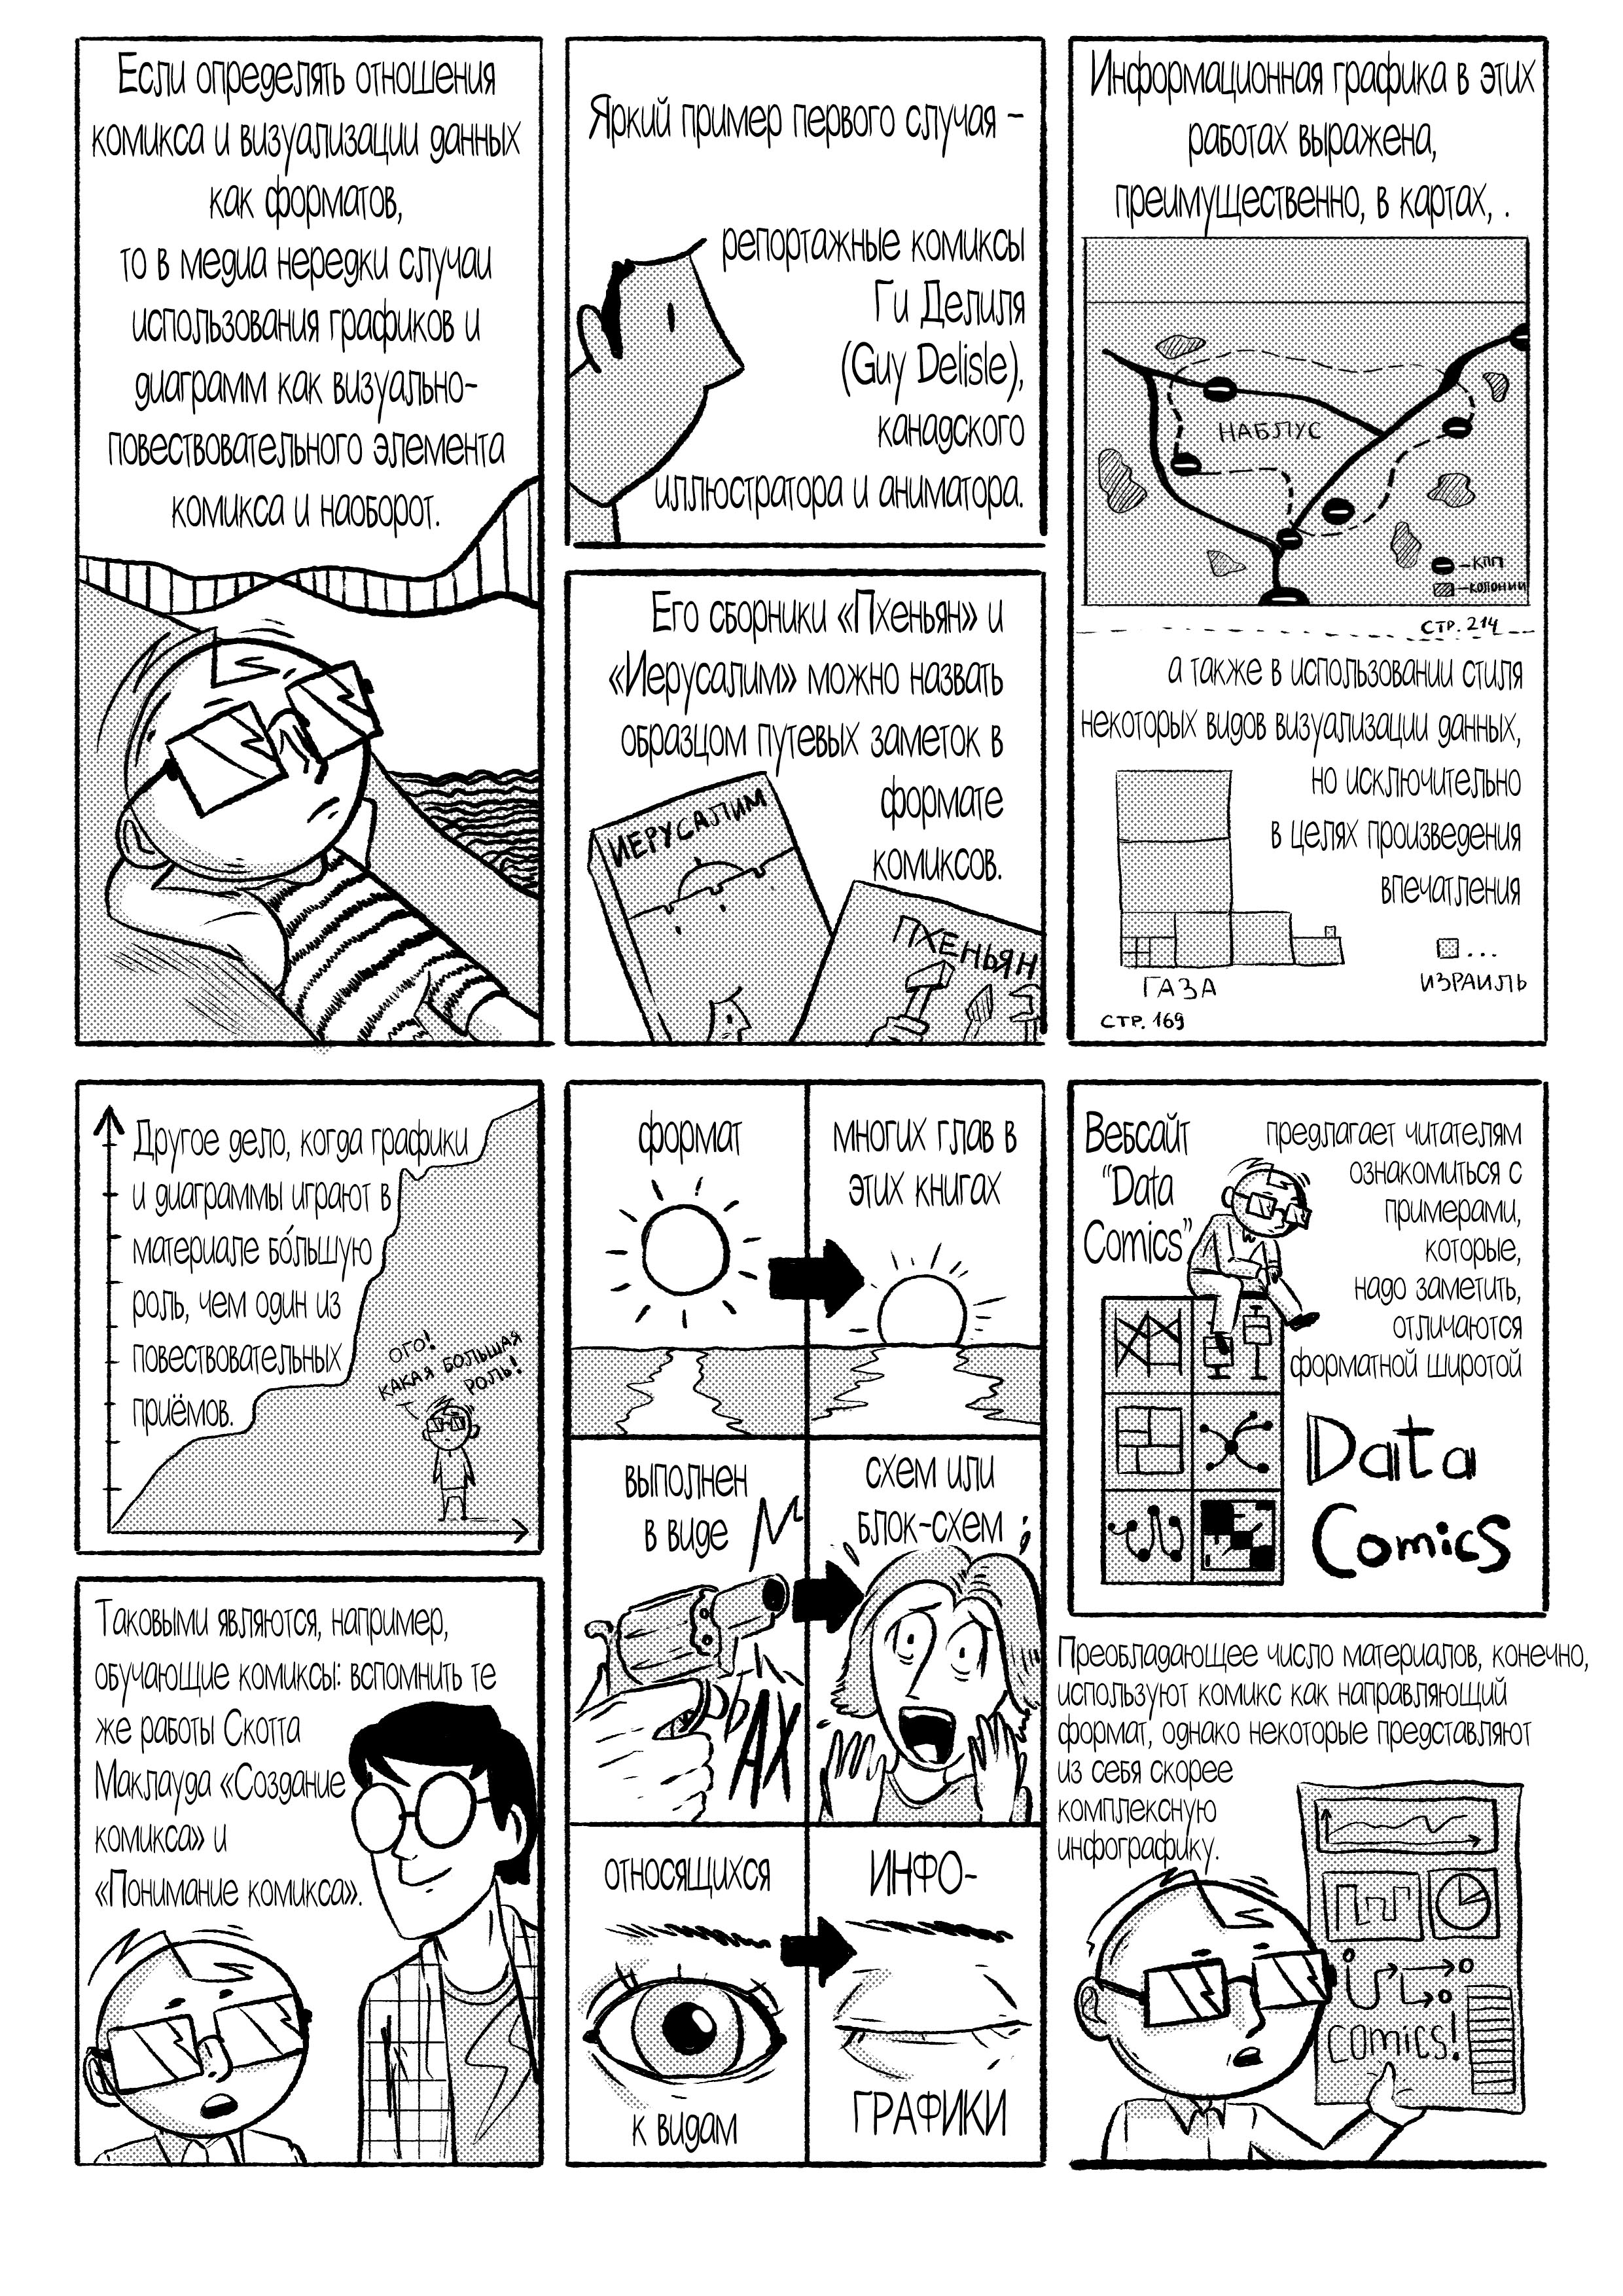 Если определять отношения
комикса и визуализации данных
как форматов,
то в медиа нередки случаи
использования графиков и
диаграмм как визуально-
повествовательного элемента
комикса и наоборот.
Яркий пример первого случая –
репортажные комиксы
Ги Делиля
(Guy Delisle),
канадского
иллюстратора и аниматора.
Его сборники «Пхеньян» и
«Иерусалим» можно назвать
образцом путевых заметок в
формате
комиксов.
ИЕРУСАЛИМ
ПХЕНЬЯН
Информационная графика в этих
работах выражена,
преимущественно, в картах, .
НАБЛУС
-КПП
-КОЛОНИИ
СТР. 214
а также в использовании стиля
некоторых видов визуализации данных,
но исключительно
в целях произведения
впечатления
ГАЗА
...
ИЗРАИЛЬ
СТР. 169
Другое дело, когда графики
и диаграммы играют в
материале бо́льшую
роль, чем один из
повествовательных
приёмов.
ОГО!
КАКАЯ БОЛЬШАЯ
РОЛЬ!
Таковыми являются, например,
обучающие комиксы: вспомнить те
же работы Скотта
Маклауда «Создание
комикса» и
«Понимание комикса».
формат
многих глав в
этих книгах
выполнен
в виде
БАХ
схем или
блок-схем
относящихся
к видам
ИНФО-
ГРАФИКИ
Вебсайт
"Data
Comics"
предлагает читателям
ознакомиться с
примерами,
которые,
надо заметить,
отличаются
форматной широтой
Data
Comics
Преобладающее число материалов, конечно,
используют комикс как направляющий
формат, однако некоторые представляют
из себя скорее
комплексную
инфографику.
comics!